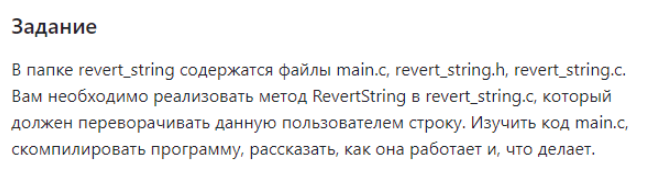 Задание
В папке revert_string содержатся файлы main.c, revert_string.h, revert_string.c.
Вам необходимо реализовать метод RevertString в revert_string.c, который
должен переворачивать данную пользователем строку. Изучить код main.c,
скомпилировать программу, рассказать, как она работает и, что делает.